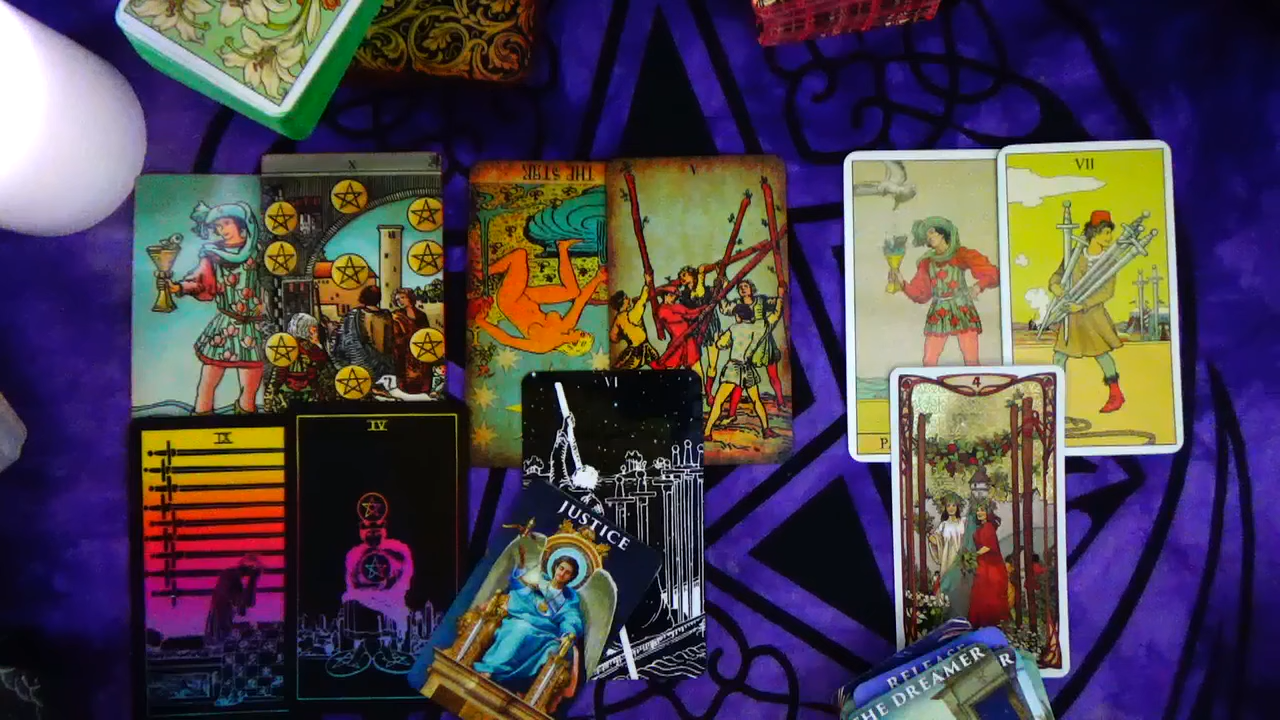 X
THE STAR
V
VII
P
IX
IV
VI
4
JUSTICE
RELEASE
THE DREAMER
R